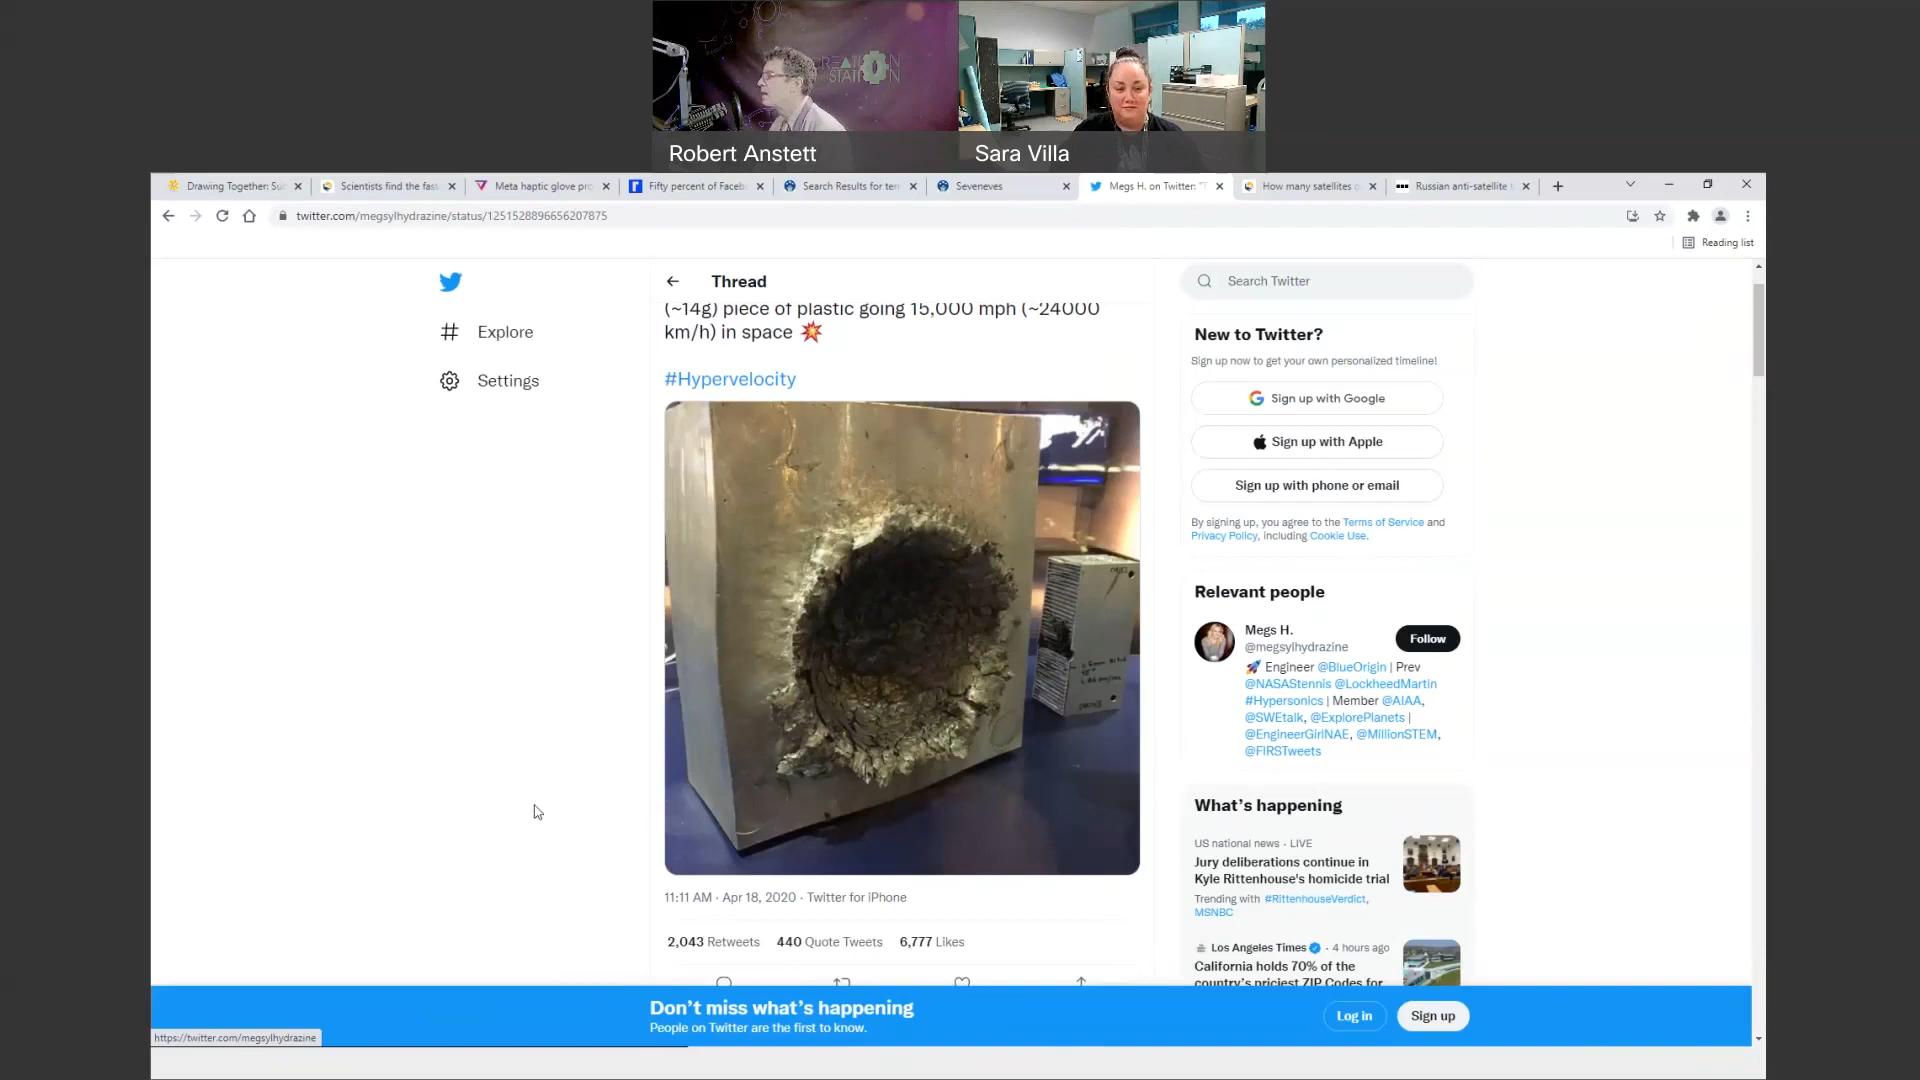 CREATION
STATION
Robert Anstett
Sara Villa
Drawing Together: Su
Scientists find the fas
Meta haptic glove pro
Fifty percent of Faceb
Search Results for ter
Seveneves
Megs H. on Twitter: "T
How many satellites o
Russian anti-satellite
twitter.com/megsylhydrazine/status/1251528896656207875
Reading list
Thread
Explore
Settings
(~14g) piece of plastic going 15,000 mph (~24000
km/h) in space
#Hypervelocity
11:11 AM · Apr 18, 2020 · Twitter for iPhone
2,043 Retweets 440 Quote Tweets 6,777 Likes
Search Twitter
New to Twitter?
Sign up now to get your own personalized timeline!
Sign up with Google
Sign up with Apple
Sign up with phone or email
By signing up, you agree to the Terms of Service and
Privacy Policy, including Cookie Use.
Relevant people
Megs H.
@megsylhydrazine
Follow
Engineer @BlueOrigin | Prev
@NASAStennis @LockheedMartin
#Hypersonics | Member @AIAA,
@SWEtalk, @ExplorePlanets |
@EngineerGirlNAE, @MillionSTEM,
@FIRSTweets
What's happening
US national news · LIVE
Jury deliberations continue in
Kyle Rittenhouse's homicide trial
Trending with #RittenhouseVerdict,
MSNBC
Los Angeles Times · 4 hours ago
California holds 70% of the
country's priciest ZIP Codes for
Don't miss what's happening
People on Twitter are the first to know.
Log in
Sign up
https://twitter.com/megsylhydrazine